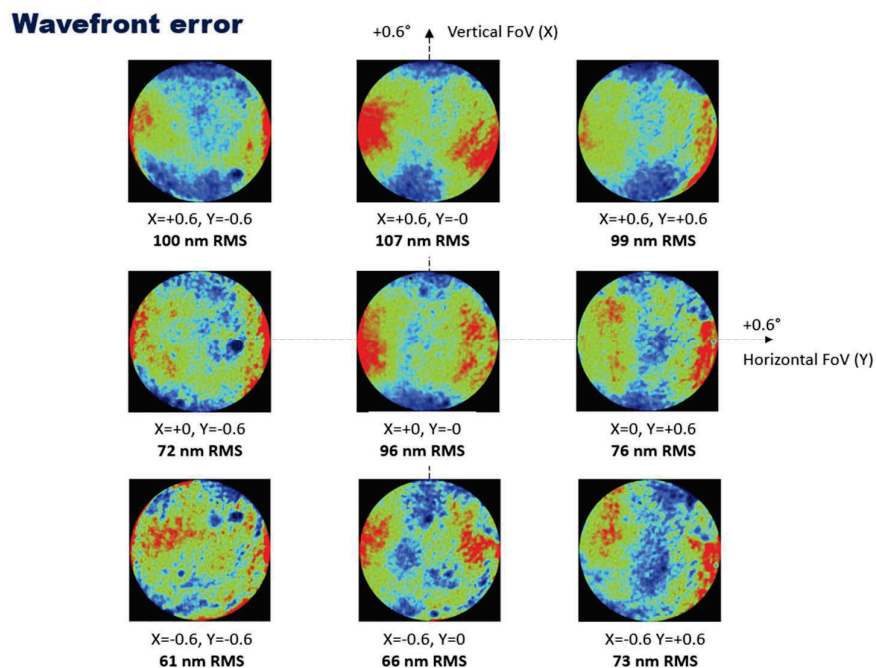 Wavefront error
+0.6° Vertical FoV (X)
X=+0.6, Y=-0.6
100 nm RMS
X=+0.6, Y=-0
107 nm RMS
X=+0.6, Y=+0.6
99 nm RMS
+0.6°
Horizontal FoV (Y)
X=+0, Y=-0.6
72 nm RMS
X=+0, Y=-0
96 nm RMS
X=0, Y=+0.6
76 nm RMS
X=-0.6, Y=-0.6
61 nm RMS
X=-0.6, Y=0
66 nm RMS
X=-0.6 Y=+0.6
73 nm RMS